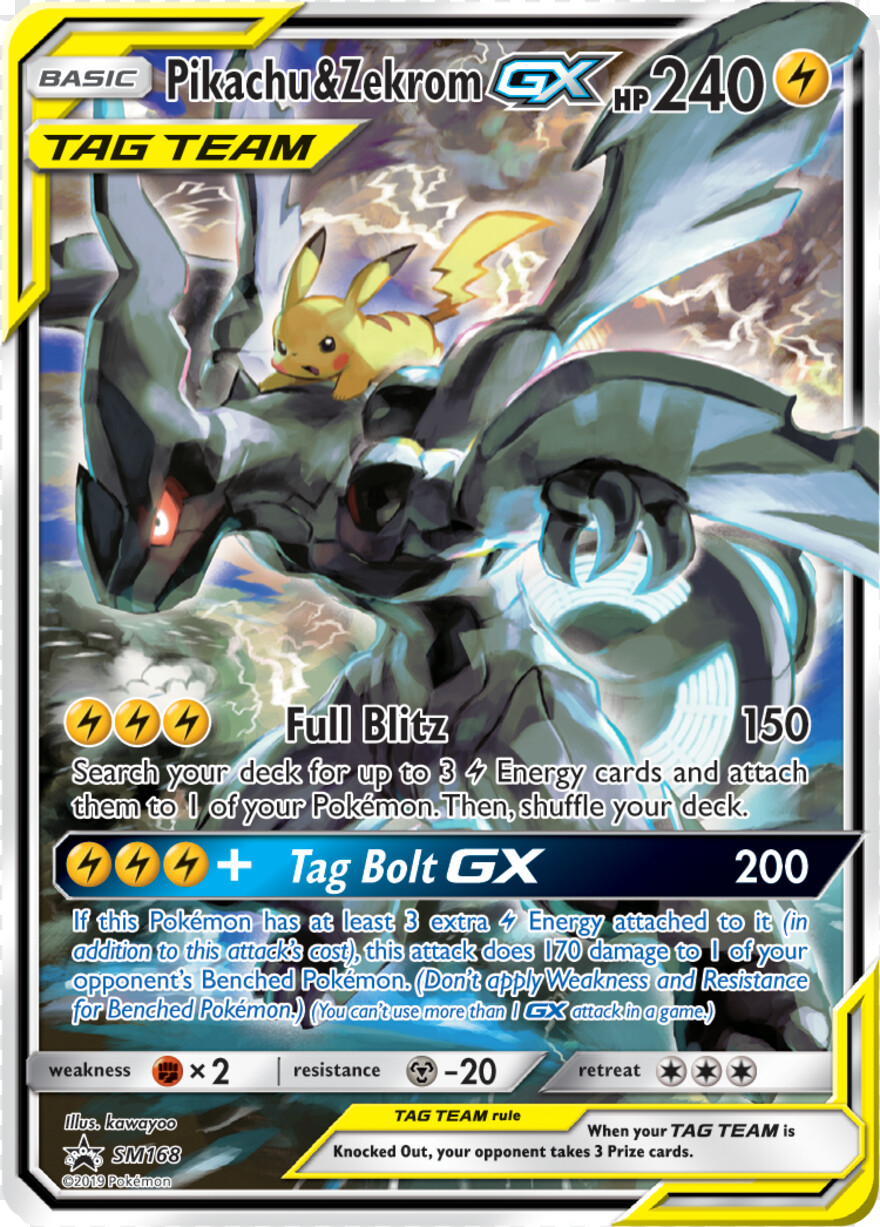 BASIC Pikachu&Zekrom GX HP 240
TAG TEAM
Full Blitz 150
Search your deck for up to 3 Energy cards and attach
them to 1 of your Pokémon. Then, shuffle your deck.
+ Tag Bolt GX 200
If this Pokémon has at least 3 extra Energy attached to it (in
addition to this attack's cost), this attack does 170 damage to 1 of your
opponent's Benched Pokémon. (Don't apply Weakness and Resistance
for Benched Pokémon.) (You can't use more than 1 GX attack in a game.)
weakness ×2 resistance -20 retreat
TAG TEAM rule
When your TAG TEAM is
Knocked Out, your opponent takes 3 Prize cards.
Illus. kawayoo
PROMO SM168
©2019 Pokémon